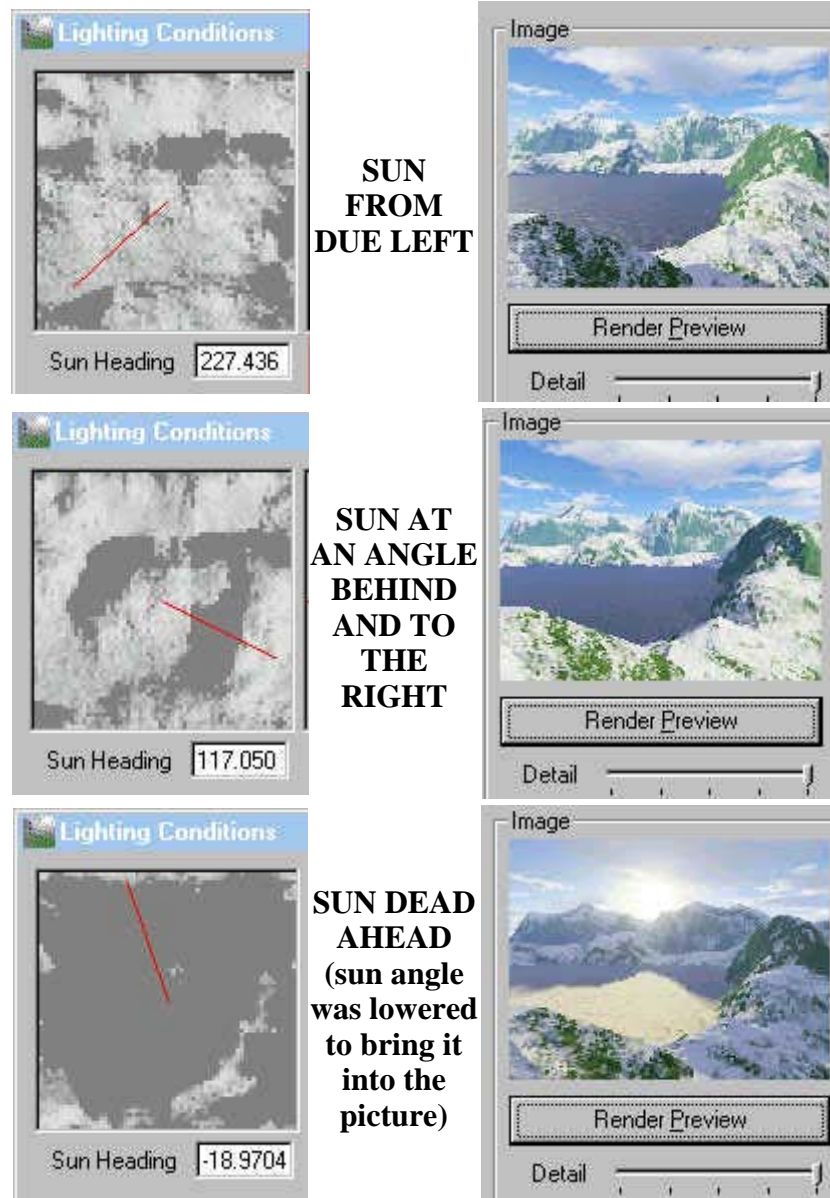 Lighting Conditions
Sun Heading 227.436
SUN
FROM
DUE LEFT
Image
Render Preview
Detail
Lighting Conditions
Sun Heading 117.050
SUN AT
AN ANGLE
BEHIND
AND TO
THE
RIGHT
Image
Render Preview
Detail
Lighting Conditions
Sun Heading -18.9704
SUN DEAD
AHEAD
(sun angle
was lowered
to bring it
into the
picture)
Image
Render Preview
Detail